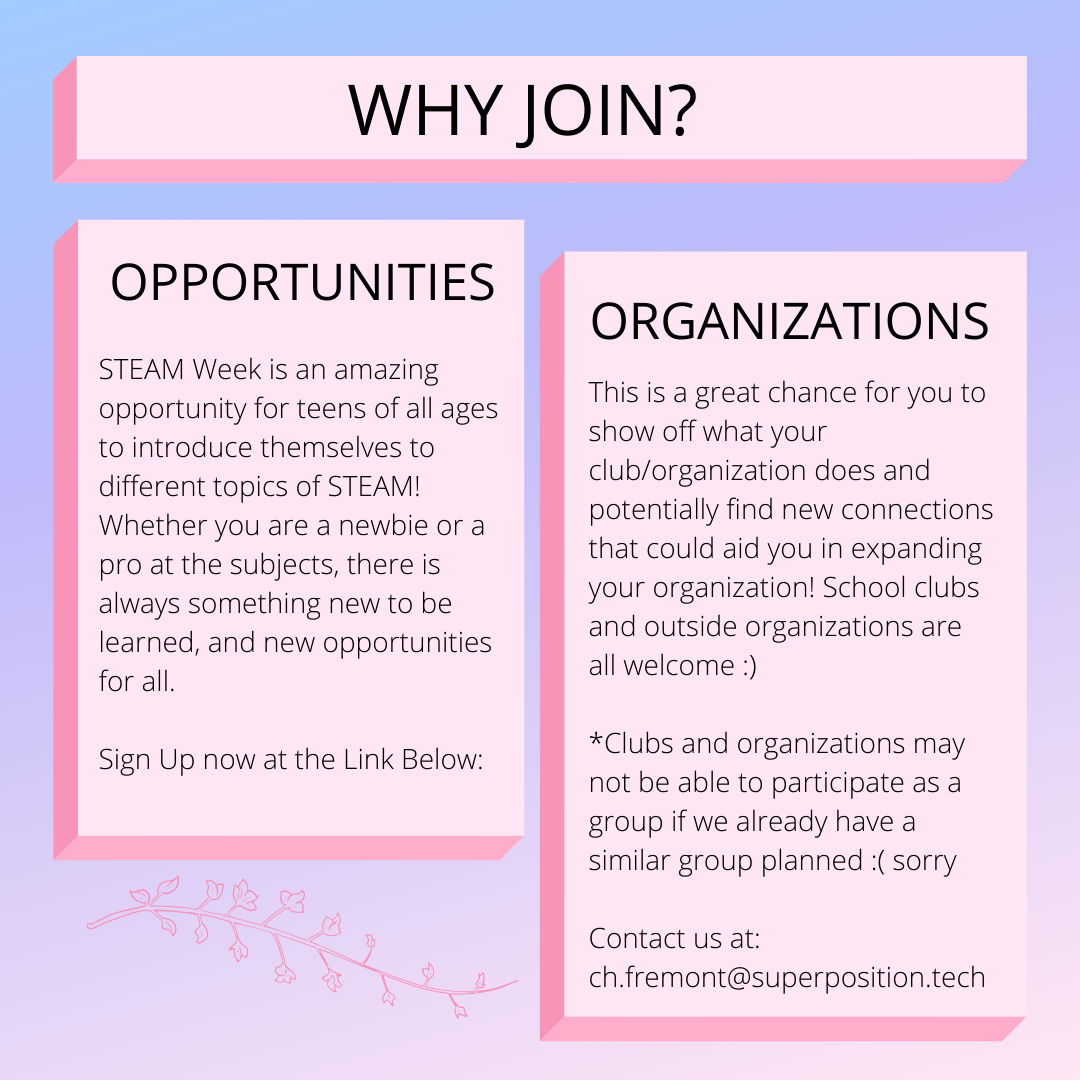 WHY JOIN?
OPPORTUNITIES
STEAM Week is an amazing
opportunity for teens of all ages
to introduce themselves to
different topics of STEAM!
Whether you are a newbie or a
pro at the subjects, there is
always something new to be
learned, and new opportunities
for all.
Sign Up now at the Link Below:
ORGANIZATIONS
This is a great chance for you to
show off what your
club/organization does and
potentially find new connections
that could aid you in expanding
your organization! School clubs
and outside organizations are
all welcome :)
*Clubs and organizations may
not be able to participate as a
group if we already have a
similar group planned :( sorry
Contact us at:
ch.fremont@superposition.tech